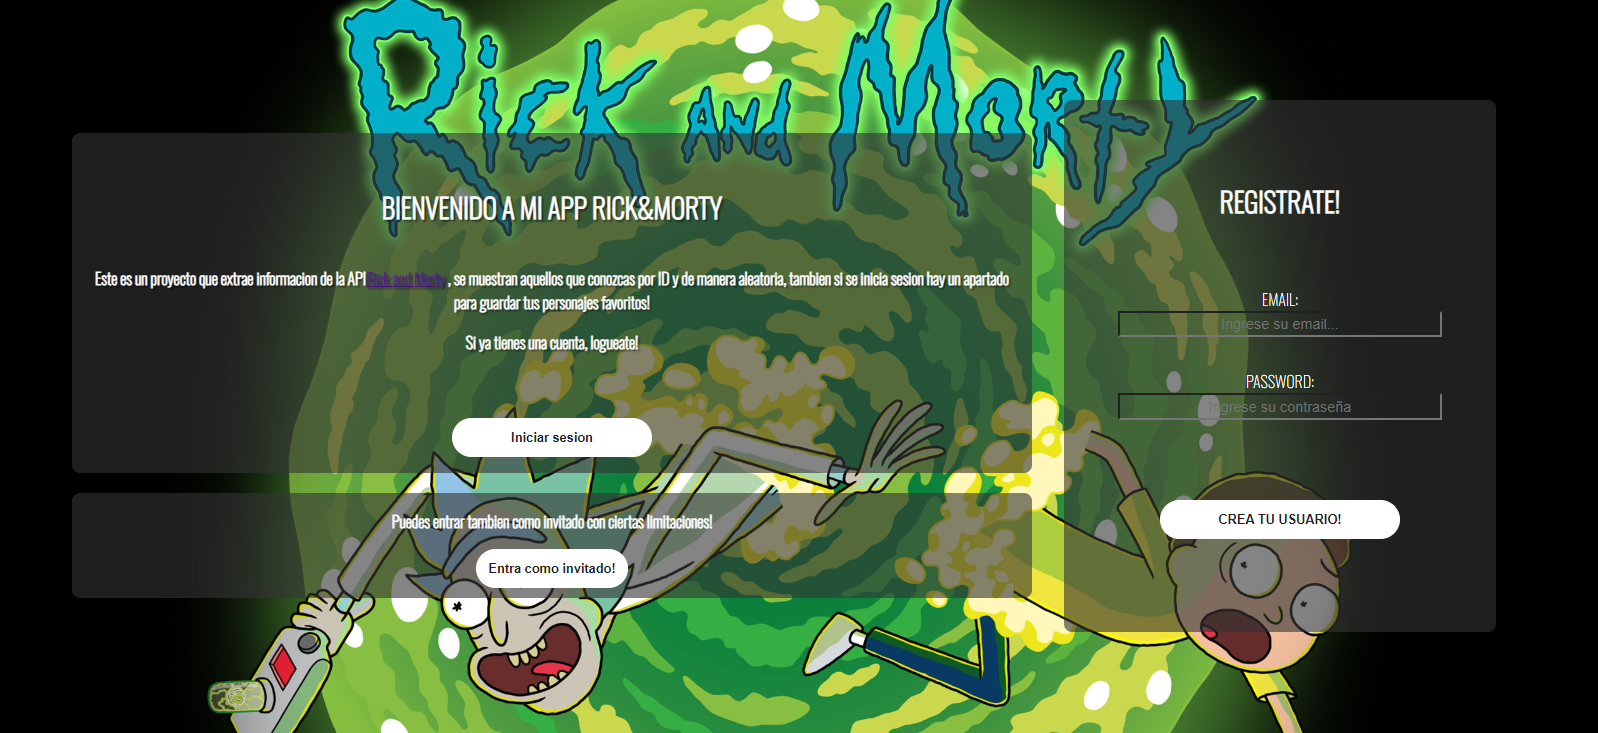 Rick and Morty
BIENVENIDO A MI APP RICK&MORTY
Este es un proyecto que extrae informacion de la APIRick and Morty , se muestran aquellos que conozcas por ID y de manera aleatoria, tambien si se inicia sesion hay un apartado
para guardar tus personajes favoritos!
Si ya tienes una cuenta, logueate!
Iniciar sesion
Puedes entrar tambien como invitado con ciertas llimitaciones!
Entra como invitado!
REGISTRATE!
EMAIL:
Ingrese su email...
PASSWORD:
Ingrese su contraseña
CREA TU USUARIO!